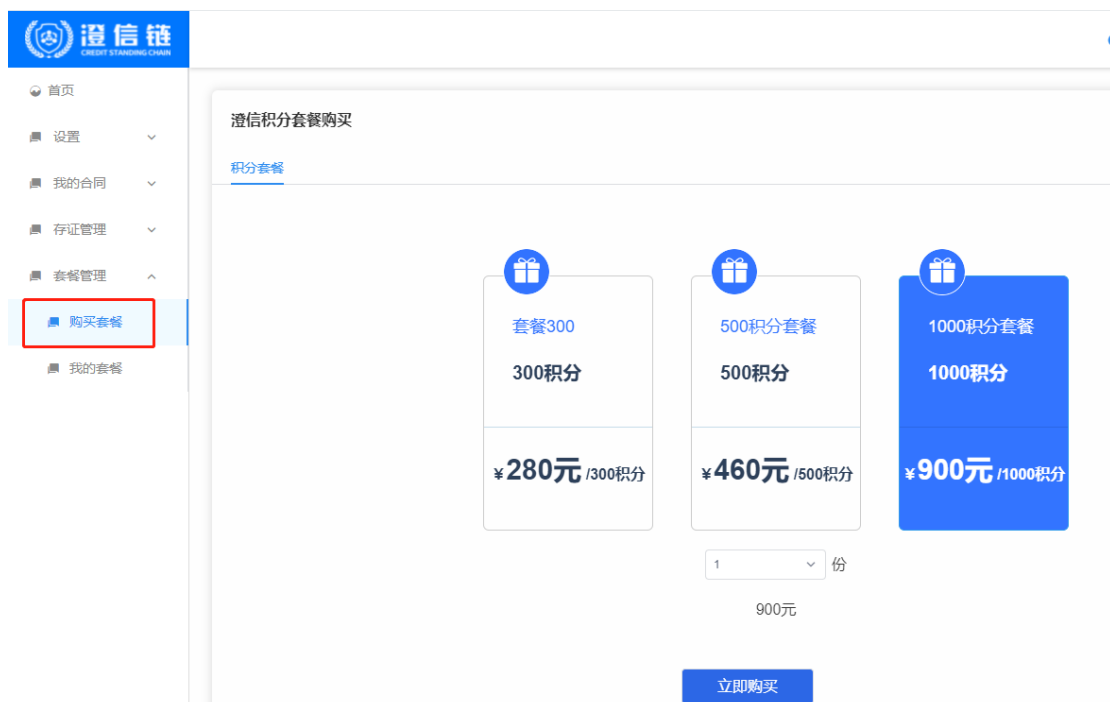 澄信链
CREDIT STANDING CHAIN
首页
设置
我的合同
存证管理
套餐管理
购买套餐
我的套餐
澄信积分套餐购买
积分套餐
套餐300
300积分
¥280元 /300积分
500积分套餐
500积分
¥460元 /500积分
1000积分套餐
1000积分
¥900元 /1000积分
1 份
900元
立即购买